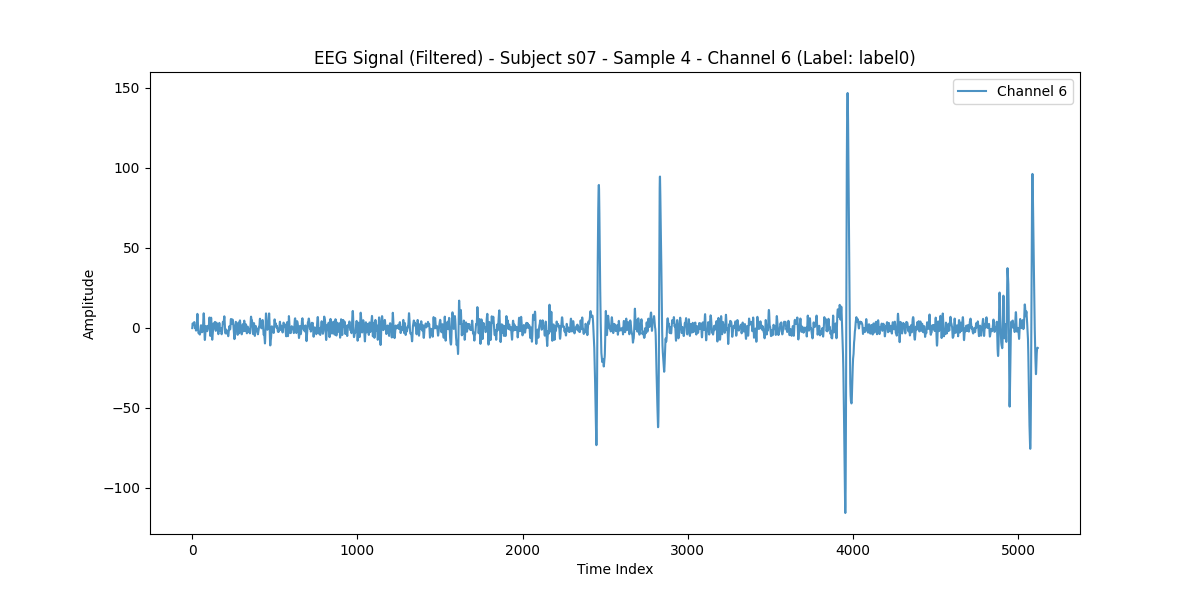 EEG Signal (Filtered) - Subject s07 - Sample 4 - Channel 6 (Label: label0)
Channel 6
150
100
50
0
−50
−100
Amplitude
0 1000 2000 3000 4000 5000
Time Index